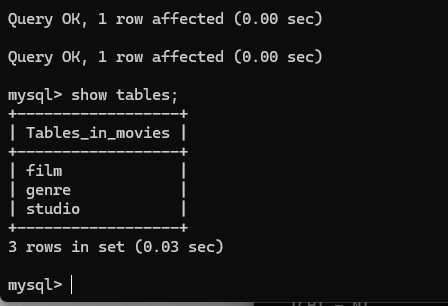 Query OK, 1 row affected (0.00 sec)
Query OK, 1 row affected (0.00 sec)
mysql> show tables;
+------------------+
| Tables_in_movies |
+------------------+
| film             |
| genre            |
| studio           |
+------------------+
3 rows in set (0.03 sec)
mysql>